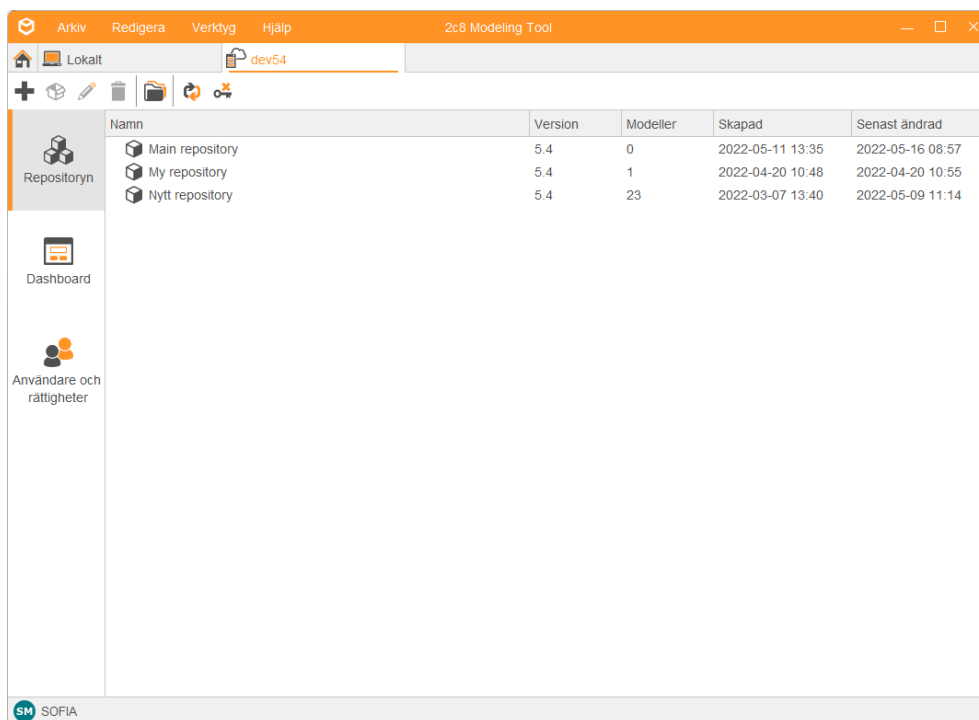 Arkiv Redigera Verktyg Hjälp 2c8 Modeling Tool
Lokalt dev54
Namn Version Modeller Skapad Senast ändrad
Main repository 5.4 0 2022-05-11 13:35 2022-05-16 08:57
My repository 5.4 1 2022-04-20 10:48 2022-04-20 10:55
Nytt repository 5.4 23 2022-03-07 13:40 2022-05-09 11:14
Repositoryn
Dashboard
Användare och
rättigheter
SM SOFIA